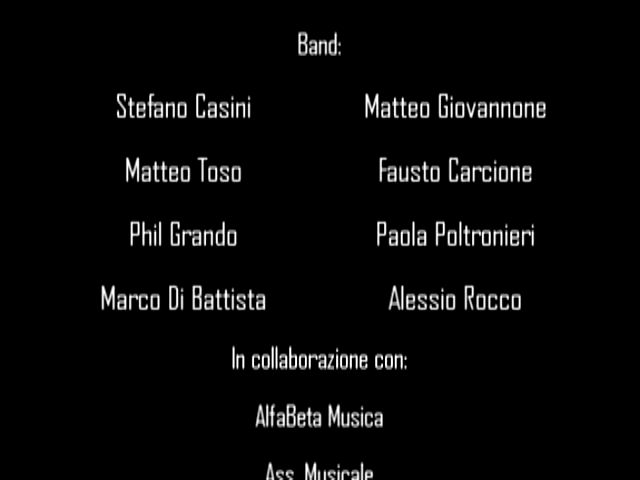 Band:
Stefano Casini Matteo Giovannone
Matteo Toso Fausto Carcione
Phil Grando Paola Poltronieri
Marco Di Battista Alessio Rocco
In collaborazione con:
AlfaBeta Musica
Ass. Musicale